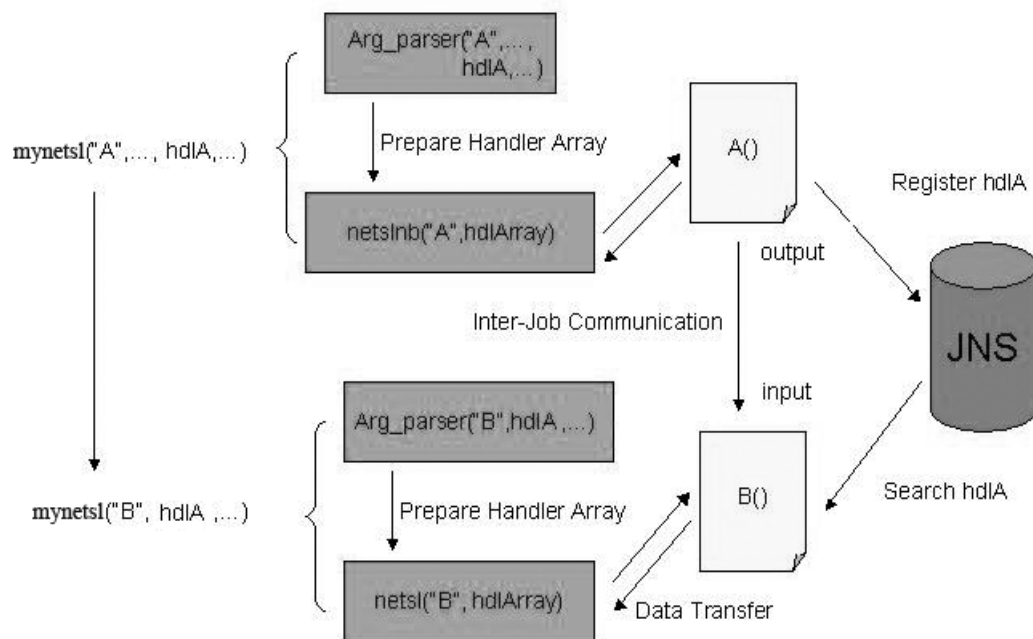 Arg_parser("A",...,
hdlA,...)
Prepare Handler Array
mynetsl("A",..., hdlA,...)
A()
Register hdlA
netslnb("A",hdlArray)
output
Inter-Job Communication
JNS
input
Arg_parser("B",hdlA ,...)
Search hdlA
mynetsl("B", hdlA ,...)
Prepare Handler Array
B()
netsl("B", hdlArray)
Data Transfer